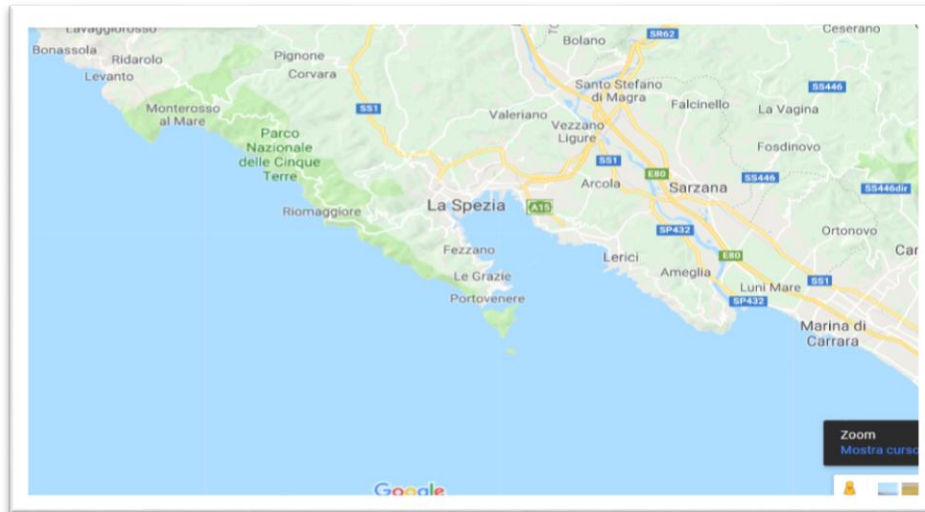 Lavaggiorosso
Bonassola
Ridarolo
Levanto
Pignone
Corvara
Monterosso
al Mare
SS1
Parco
Nazionale
delle Cinque
Terre
Riomaggiore
Bolano
SR62
Ceserano
Santo Stefano
di Magra
SS446
Falcinello
La Vagina
Valeriano
Vezzano
Ligure
Fosdinovo
SS1
E80
SS446
SS446dir
Arcola
Sarzana
La Spezia
A15
SP432
Ortonovo
Fezzano
Lerici
E80
Car
Le Grazie
Ameglia
Luni Mare
SS1
Portovenere
SP432
Marina di
Carrara
Zoom
Mostra curso
Google